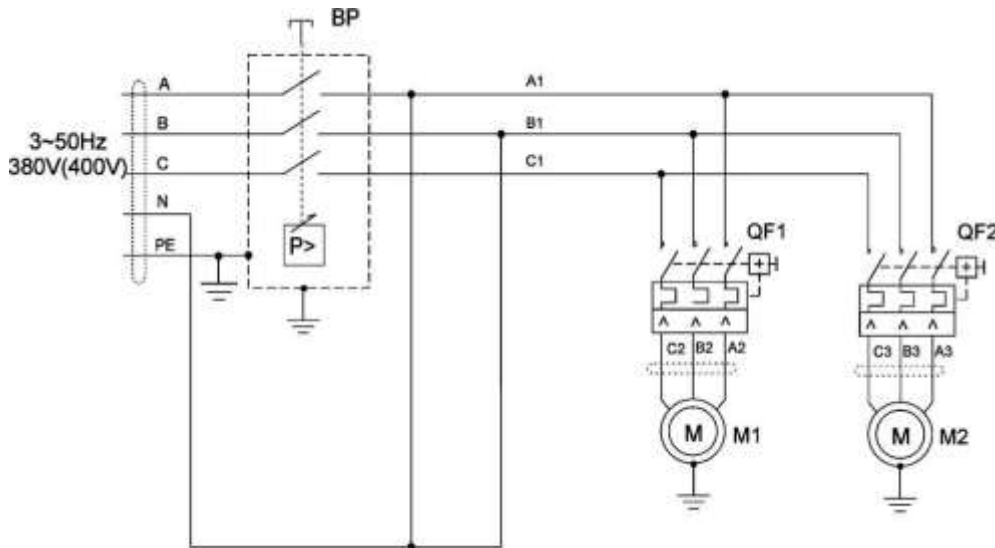 BP
A
A1
B
B1
3~50Hz
380V(400V)
C
C1
N
PE
P>
QF1
QF2
C2 B2 A2
C3 B3 A3
M
M1
M
M2